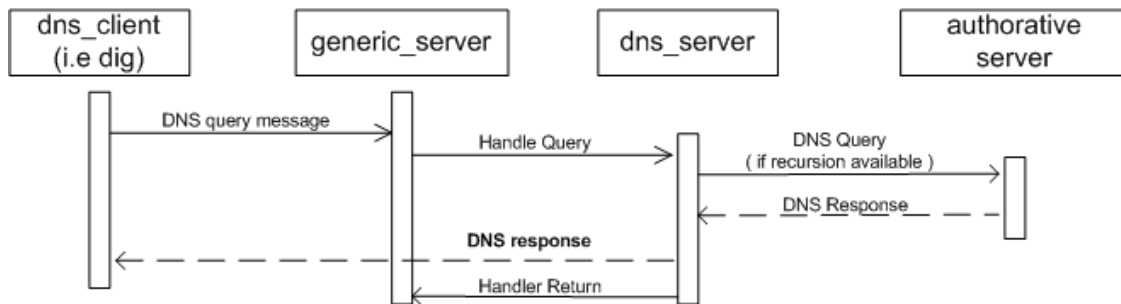 dns_client
(i.e dig)
generic_server
dns_server
authorative
server
DNS query message
Handle Query
DNS Query
( if recursion available )
DNS Response
DNS response
Handler Return